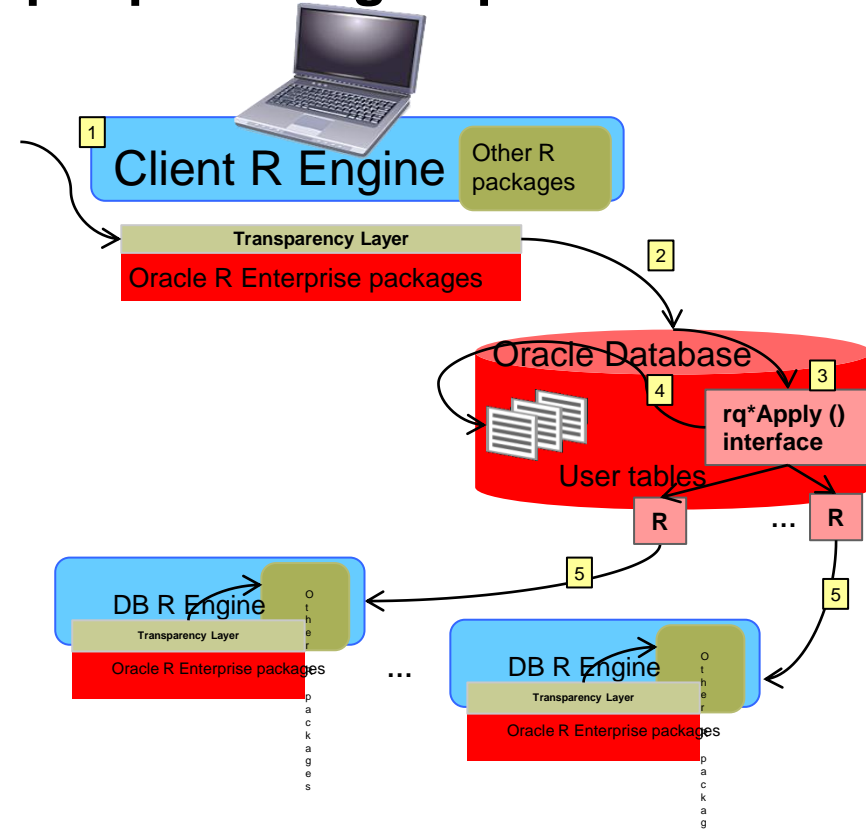 1
Client R Engine
Other R
packages
Transparency Layer
Oracle R Enterprise packages
2
Oracle Database
3
4
rq*Apply ()
interface
User tables
R
...
R
5
5
DB R Engine
Transparency Layer
Oracle R Enterprise packages
Other
packages
...
DB R Engine
Transparency Layer
Oracle R Enterprise packages
Other
packag